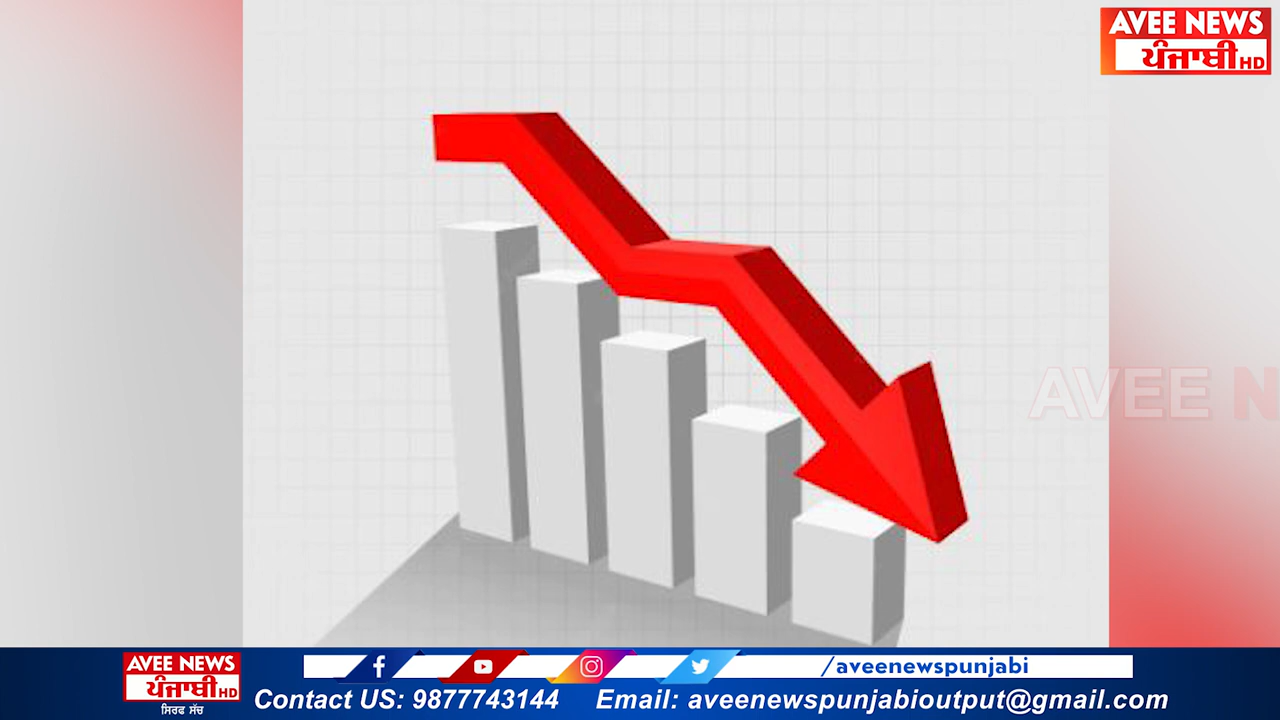 AVEE NEWS
ਪੰਜਾਬੀ HD
AVEE N
AVEE NEWS
ਪੰਜਾਬੀ HD
ਸਿਰਫ ਸੱਚ
/aveenewspunjabi
Contact US: 9877743144 Email: aveenewspunjabioutput@gmail.com